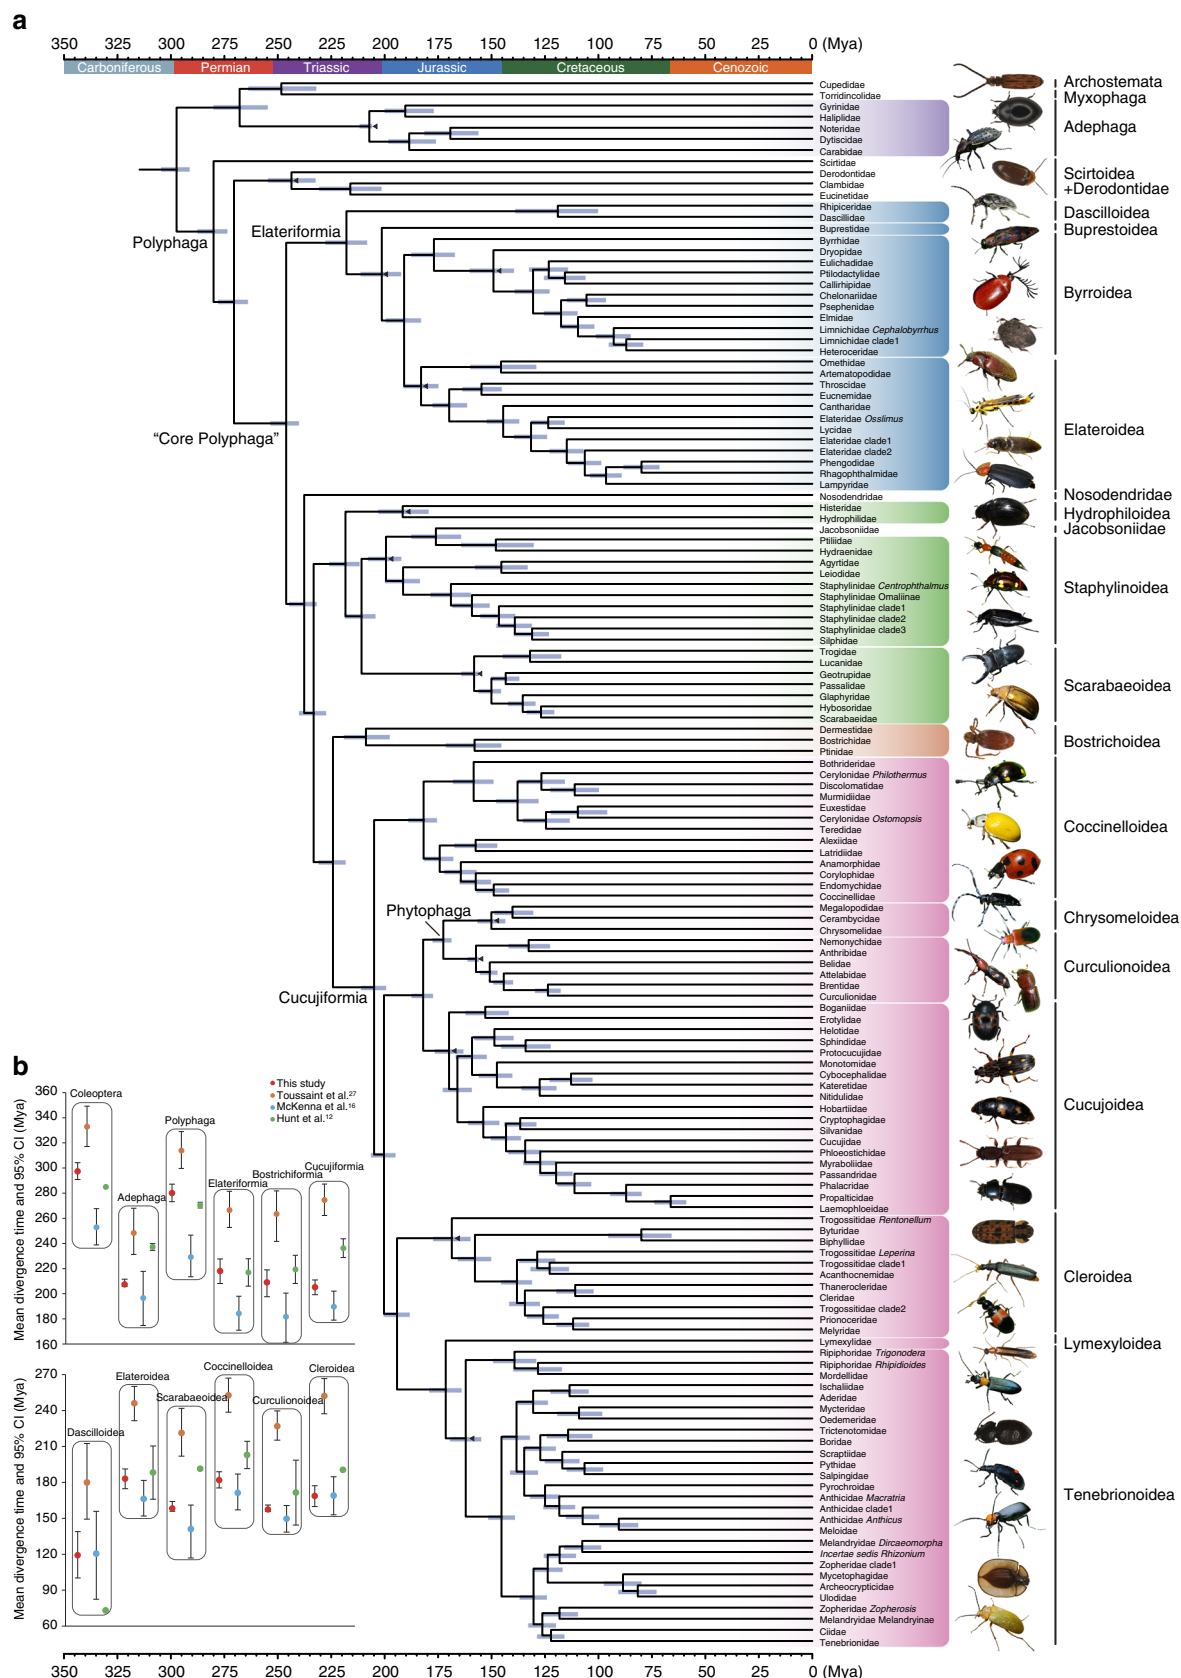 a
350 325 300 275 250 225 200 175 150 125 100 75 50 25 0 (Mya)
Carboniferous Permian Triassic Jurassic Cretaceous Cenozoic
Cupedidae
Torridincolidae
Gyrinidae
Haliplidae
Noteridae
Dytiscidae
Carabidae
Scirtidae
Derodontidae
Clambidae
Eucinetidae
Rhipiceridae
Dascillidae
Buprestidae
Byrrhidae
Dryopidae
Eulichadidae
Ptilodactylidae
Callirhipidae
Chelonariidae
Psephenidae
Elmidae
Limnichidae Cephalobyrrhus
Limnichidae clade1
Heteroceridae
Omethidae
Artematopodidae
Throscidae
Eucnemidae
Cantharidae
Elateridae Osslimus
Lycidae
Elateridae clade1
Elateridae clade2
Phengodidae
Rhagophthalmidae
Lampyridae
Nosodendridae
Histeridae
Hydrophilidae
Jacobsoniidae
Ptiliidae
Hydraenidae
Agyrtidae
Leiodidae
Staphylinidae Centrophthalmus
Staphylinidae Omaliinae
Staphylinidae clade1
Staphylinidae clade2
Staphylinidae clade3
Silphidae
Trogidae
Lucanidae
Geotrupidae
Passalidae
Glaphyridae
Hybosoridae
Scarabaeidae
Dermestidae
Bostrichidae
Ptinidae
Bothrideridae
Cerylonidae Philothermus
Discolomatidae
Murmidiidae
Euxestidae
Cerylonidae Ostomopsis
Teredidae
Alexiidae
Latridiidae
Anamorphidae
Corylophidae
Endomychidae
Coccinellidae
Megalopodidae
Cerambycidae
Chrysomelidae
Nemonychidae
Anthribidae
Belidae
Attelabidae
Brentidae
Curculionidae
Boganiidae
Erotylidae
Helotidae
Sphindidae
Protocucujidae
Monotomidae
Cybocephalidae
Kateretidae
Nitidulidae
Hobartiidae
Cryptophagidae
Silvanidae
Cucujidae
Phloeostichidae
Myraboliidae
Passandridae
Phalacridae
Propalticidae
Laemophloeidae
Trogossitidae Rentonellum
Byturidae
Biphyllidae
Trogossitidae Leperina
Trogossitidae clade1
Acanthocnemidae
Thanerocleridae
Cleridae
Trogossitidae clade2
Prionoceridae
Melyridae
Lymexylidae
Ripiphoridae Trigonodera
Ripiphoridae Rhipidioides
Mordellidae
Ischaliidae
Aderidae
Mycteridae
Oedemeridae
Trictenotomidae
Boridae
Scraptiidae
Pythidae
Salpingidae
Pyrochroidae
Anthicidae Macratria
Anthicidae clade1
Anthicidae Anthicus
Meloidae
Melandryidae Dircaeomorpha
Incertae sedis Rhizonium
Zopheridae clade1
Mycetophagidae
Archeocrypticidae
Ulodidae
Zopheridae Zopherosis
Melandryidae Melandryinae
Ciidae
Tenebrionidae
Polyphaga
Elateriformia
“Core Polyphaga”
Phytophaga
Cucujiformia
Archostemata
Myxophaga
Adephaga
Scirtoidea
+Derodontidae
Dascilloidea
Buprestoidea
Byrroidea
Elateroidea
Nosodendridae
Hydrophiloidea
Jacobsoniidae
Staphylinoidea
Scarabaeoidea
Bostrichoidea
Coccinelloidea
Chrysomeloidea
Curculionoidea
Cucujoidea
Cleroidea
Lymexyloidea
Tenebrionoidea
350 325 300 275 250 225 200 175 150 125 100 75 50 25 0 (Mya)
b
This study
Toussaint et al.27
McKenna et al.16
Hunt et al.12
Mean divergence time and 95% CI (Mya)
360
340
320
300
280
260
240
220
200
180
160
Coleoptera
Adephaga
Polyphaga
Elateriformia
Bostrichiformia
Cucujiformia
Mean divergence time and 95% CI (Mya)
270
240
210
180
150
120
90
60
Dascilloidea
Elateroidea
Scarabaeoidea
Coccinelloidea
Curculionoidea
Cleroidea